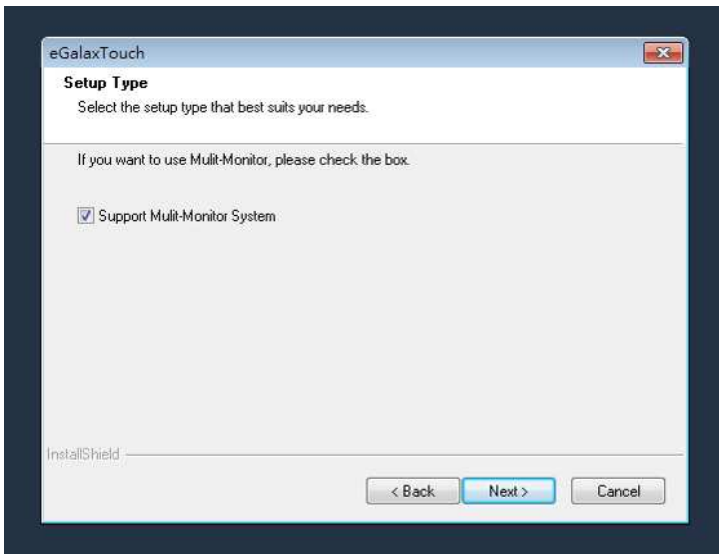 eGalaxTouch
Setup Type
Select the setup type that best suits your needs.
If you want to use Mulit-Monitor, please check the box.
Support Mulit-Monitor System
InstallShield
< Back Next > Cancel